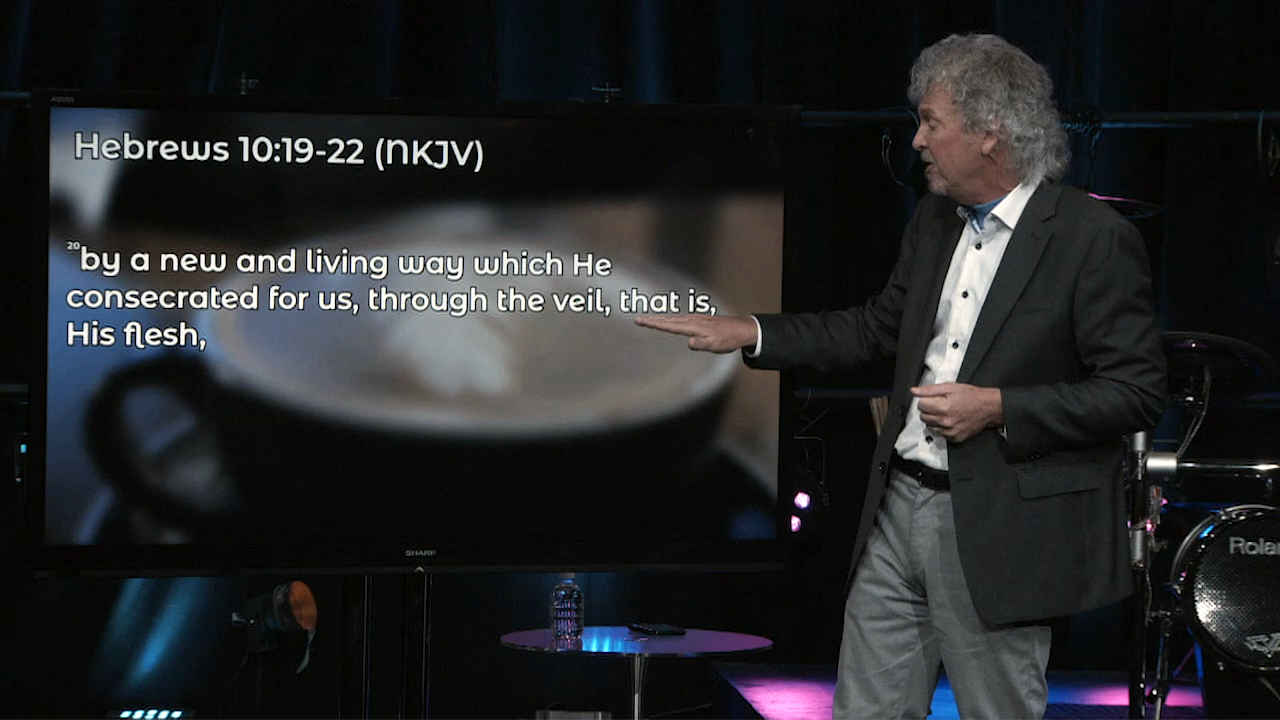 Hebrews 10:19-22 (NKJV)
20by a new and living way which He
consecrated for us, through the veil, that is,
His flesh,
SHARP